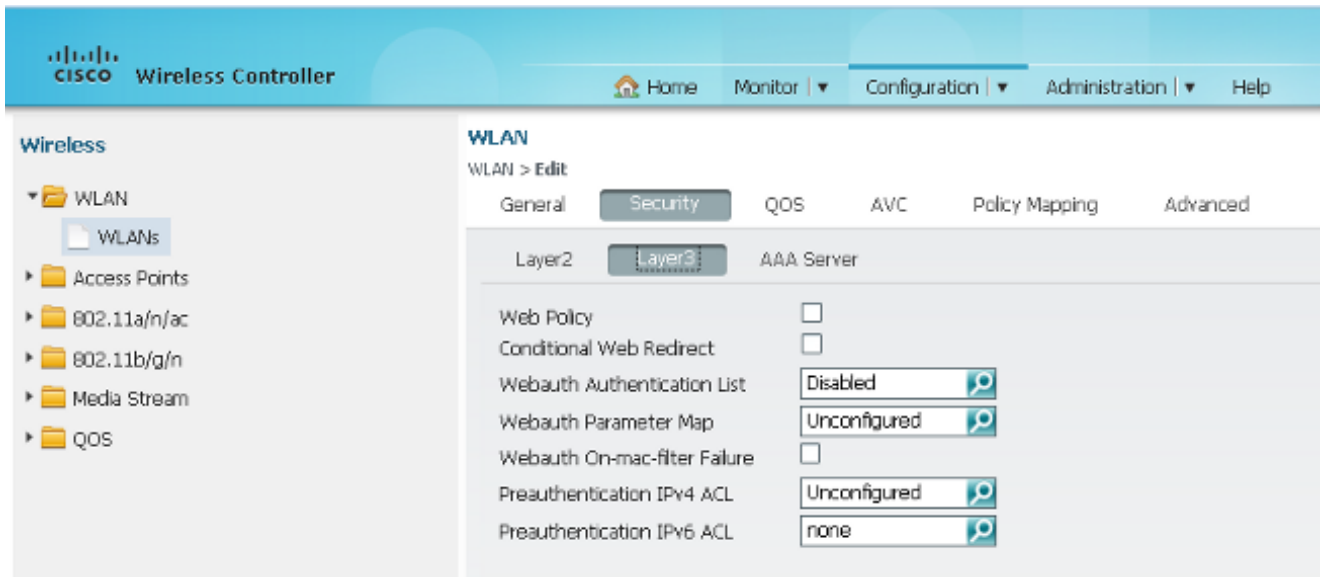 CISCO Wireless Controller
Home Monitor Configuration Administration Help
Wireless
WLAN
WLANs
Access Points
802.11a/n/ac
802.11b/g/n
Media Stream
QOS
WLAN
WLAN > Edit
General Security QOS AVC Policy Mapping Advanced
Layer2 Layer3 AAA Server
Web Policy
Conditional Web Redirect
Webauth Authentication List Disabled
Webauth Parameter Map Unconfigured
Webauth On-mac-filter Failure
Preauthentication IPv4 ACL Unconfigured
Preauthentication IPv6 ACL none